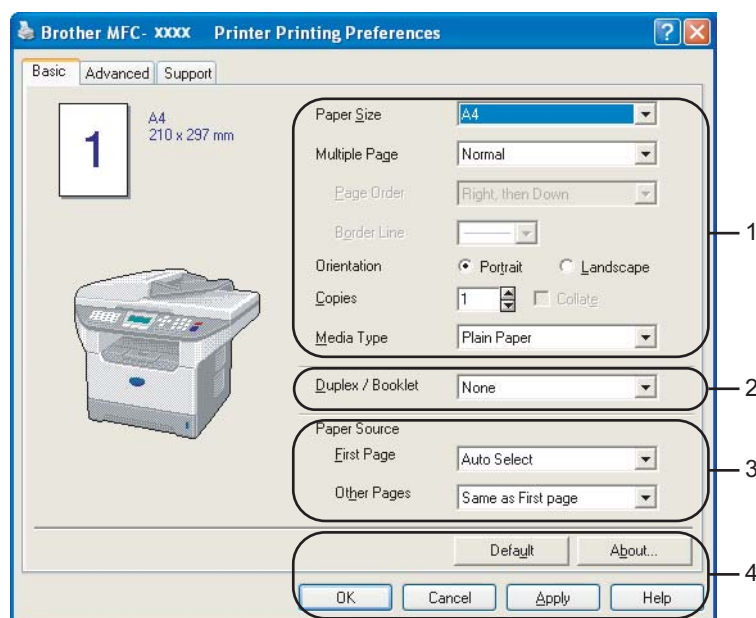 Brother MFC- XXXX Printer Printing Preferences
Basic Advanced Support
1
A4
210 x 297 mm
Paper Size A4
Multiple Page Normal
Page Order Right, then Down
Border Line
Orientation Portrait Landscape
Copies 1 Collate
Media Type Plain Paper
1
Duplex / Booklet None
2
Paper Source
First Page Auto Select
Other Pages Same as First page
3
Default About...
OK Cancel Apply Help
4